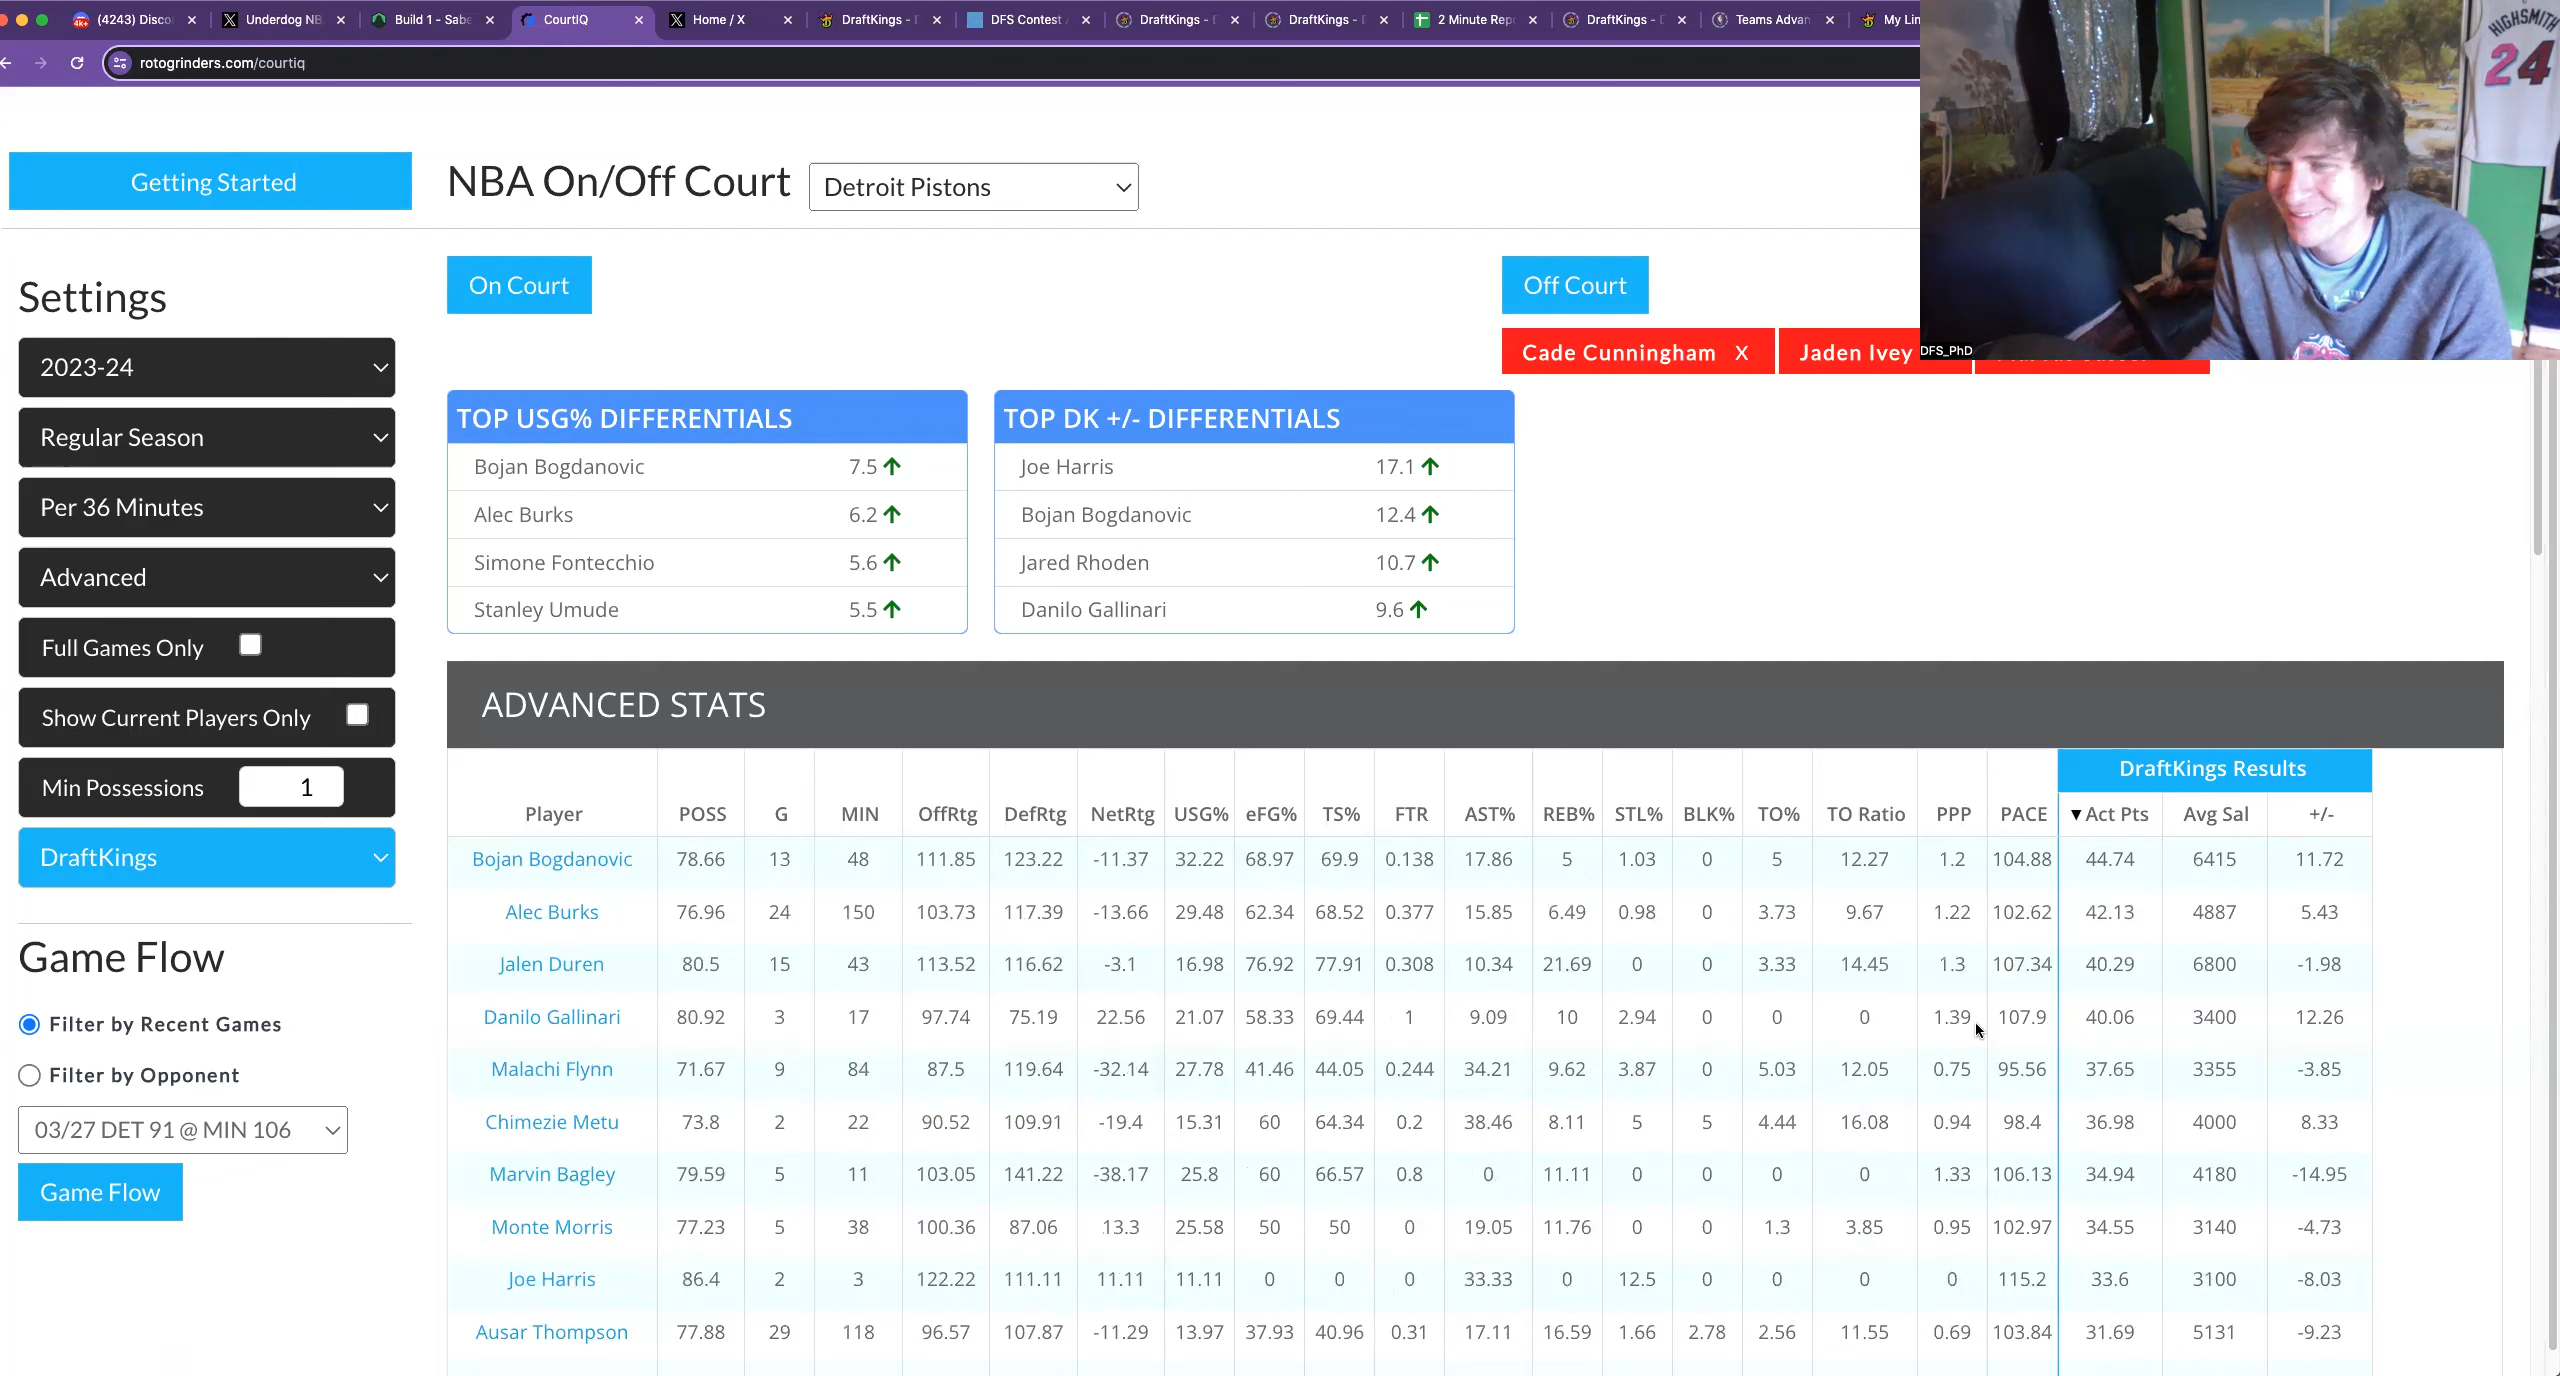 (4243) Disco
Underdog NB
Build 1 - Sabe
CourtIQ
Home / X
DraftKings - D
DFS Contest
DraftKings - D
DraftKings - D
2 Minute Repo
DraftKings - D
Teams Advan
My Lin
rotogrinders.com/courtiq
HIGHSMITH
24
DFS_PhD
Getting Started
NBA On/Off Court
Detroit Pistons
On Court
Off Court
Cade Cunningham X
Jaden Ivey
Settings
2023-24
Regular Season
Per 36 Minutes
Advanced
Full Games Only
Show Current Players Only
Min Possessions 1
DraftKings
Game Flow
Filter by Recent Games
Filter by Opponent
03/27 DET 91 @ MIN 106
Game Flow
TOP USG% DIFFERENTIALS
Bojan Bogdanovic 7.5
Alec Burks 6.2
Simone Fontecchio 5.6
Stanley Umude 5.5
TOP DK +/- DIFFERENTIALS
Joe Harris 17.1
Bojan Bogdanovic 12.4
Jared Rhoden 10.7
Danilo Gallinari 9.6
ADVANCED STATS
DraftKings Results
Player POSS G MIN OffRtg DefRtg NetRtg USG% eFG% TS% FTR AST% REB% STL% BLK% TO% TO Ratio PPP PACE ▼ Act Pts Avg Sal +/-
Bojan Bogdanovic 78.66 13 48 111.85 123.22 -11.37 32.22 68.97 69.9 0.138 17.86 5 1.03 0 5 12.27 1.2 104.88 44.74 6415 11.72
Alec Burks 76.96 24 150 103.73 117.39 -13.66 29.48 62.34 68.52 0.377 15.85 6.49 0.98 0 3.73 9.67 1.22 102.62 42.13 4887 5.43
Jalen Duren 80.5 15 43 113.52 116.62 -3.1 16.98 76.92 77.91 0.308 10.34 21.69 0 0 3.33 14.45 1.3 107.34 40.29 6800 -1.98
Danilo Gallinari 80.92 3 17 97.74 75.19 22.56 21.07 58.33 69.44 1 9.09 10 2.94 0 0 0 1.39 107.9 40.06 3400 12.26
Malachi Flynn 71.67 9 84 87.5 119.64 -32.14 27.78 41.46 44.05 0.244 34.21 9.62 3.87 0 5.03 12.05 0.75 95.56 37.65 3355 -3.85
Chimezie Metu 73.8 2 22 90.52 109.91 -19.4 15.31 60 64.34 0.2 38.46 8.11 5 5 4.44 16.08 0.94 98.4 36.98 4000 8.33
Marvin Bagley 79.59 5 11 103.05 141.22 -38.17 25.8 60 66.57 0.8 0 11.11 0 0 0 0 1.33 106.13 34.94 4180 -14.95
Monte Morris 77.23 5 38 100.36 87.06 13.3 25.58 50 50 0 19.05 11.76 0 0 1.3 3.85 0.95 102.97 34.55 3140 -4.73
Joe Harris 86.4 2 3 122.22 111.11 11.11 11.11 0 0 0 33.33 0 12.5 0 0 0 0 115.2 33.6 3100 -8.03
Ausar Thompson 77.88 29 118 96.57 107.87 -11.29 13.97 37.93 40.96 0.31 17.11 16.59 1.66 2.78 2.56 11.55 0.69 103.84 31.69 5131 -9.23